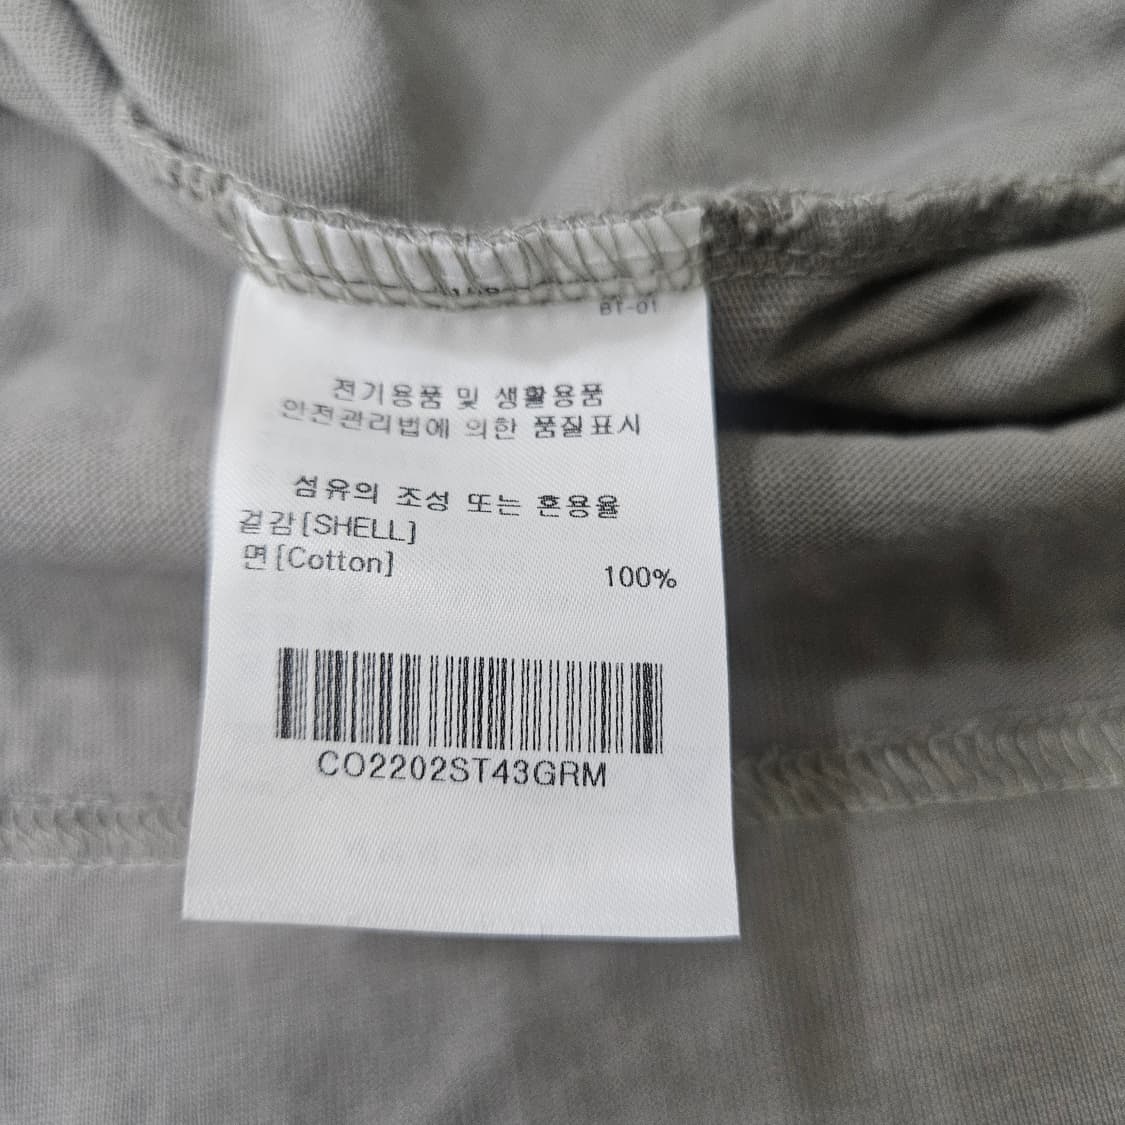 BT-01
전기용품 및 생활용품
안전관리법에 의한 품질표시
섬유의 조성 또는 혼용율
겉감[SHELL]
면[Cotton] 100%
CO2202ST43GRM